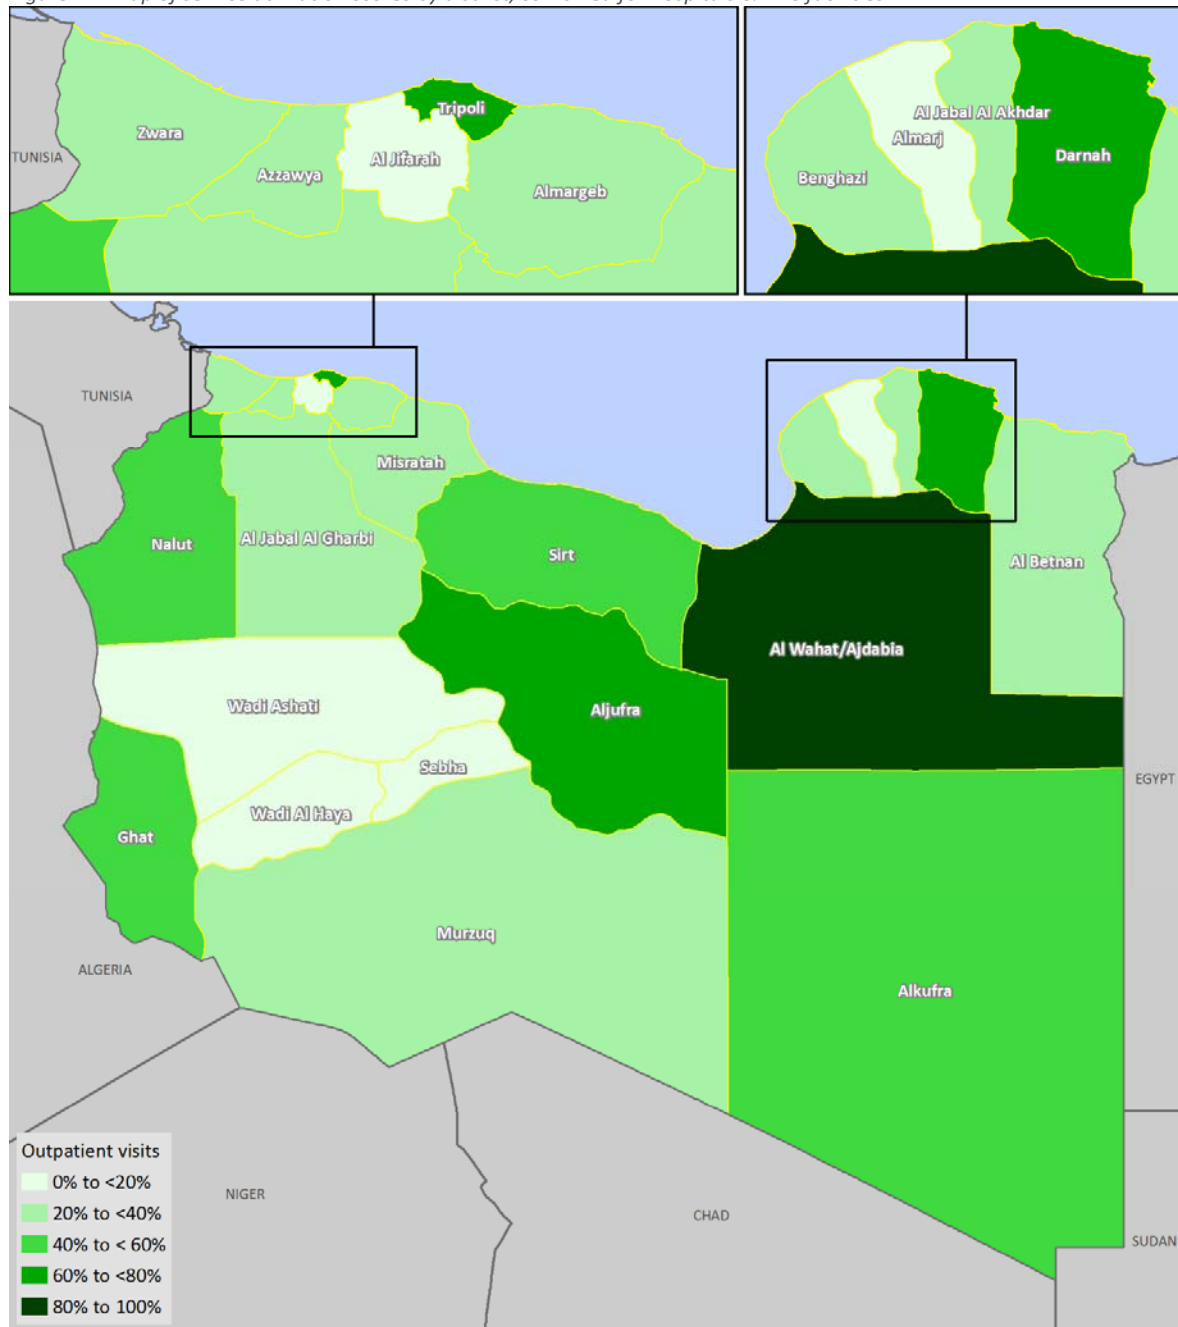 TUNISIA
Zwara
Azzawya
Al Jifarah
Tripoli
Almargeb
Benghazi
Almarj
Al Jabal Al Akhdar
Darnah
TUNISIA
Misratah
Nalut
Al Jabal Al Gharbi
Sirt
Al Betnan
Al Wahat/Ajdabia
Wadi Ashati
Aljufra
Sebha
EGYPT
Wadi Al Haya
Ghat
Murzuq
ALGERIA
Alkufra
NIGER
CHAD
SUDAN
Outpatient visits
0% to <20%
20% to <40%
40% to < 60%
60% to <80%
80% to 100%